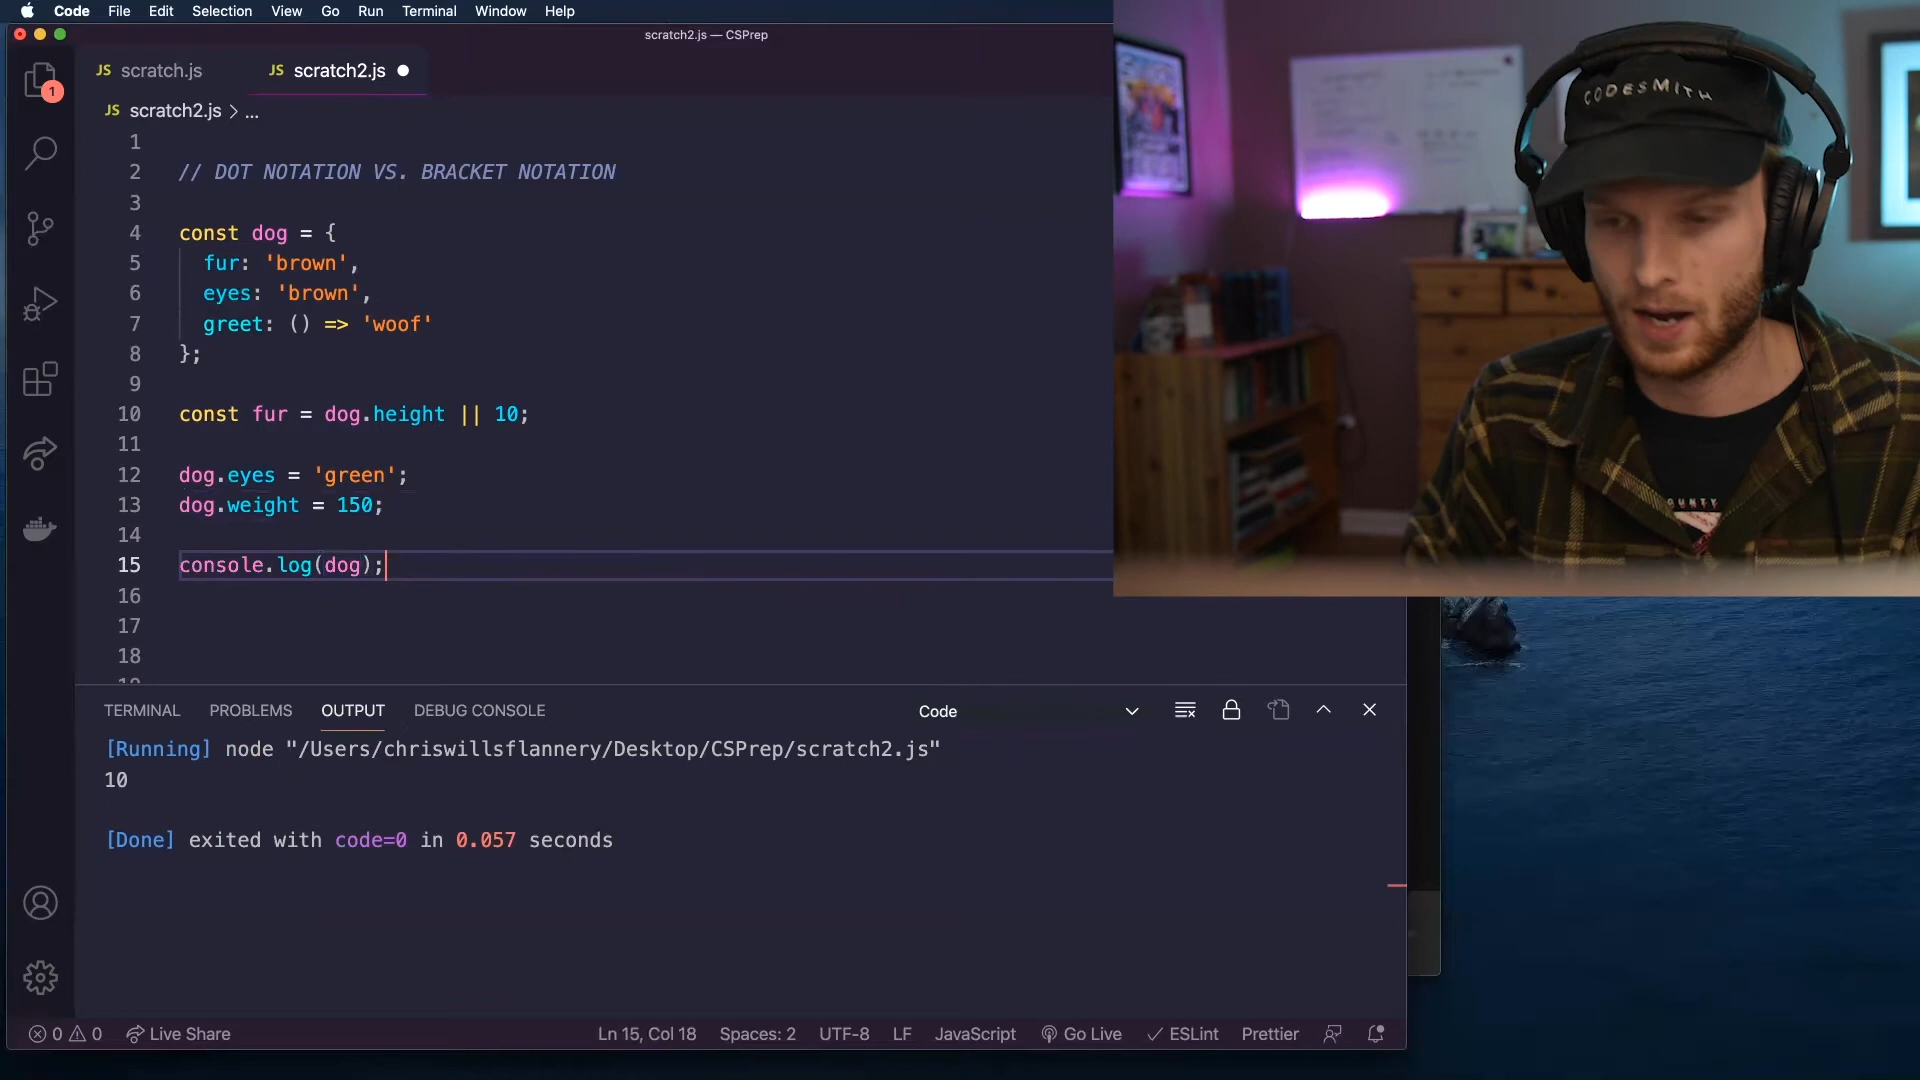 Code File Edit Selection View Go Run Terminal Window Help
scratch2.js — CSPrep
JS scratch.js JS scratch2.js
1
JS scratch2.js > ...
CODESMITH
1
2 // DOT NOTATION VS. BRACKET NOTATION
3
4 const dog = {
5 fur: 'brown',
6 eyes: 'brown',
7 greet: () => 'woof'
8 };
9
10 const fur = dog.height || 10;
11
12 dog.eyes = 'green';
13 dog.weight = 150;
14
15 console.log(dog);
16
17
18
TERMINAL PROBLEMS OUTPUT DEBUG CONSOLE Code
[Running] node "/Users/chriswillsflannery/Desktop/CSPrep/scratch2.js"
10
[Done] exited with code=0 in 0.057 seconds
0 0 Live Share Ln 15, Col 18 Spaces: 2 UTF-8 LF JavaScript Go Live ESLint Prettier